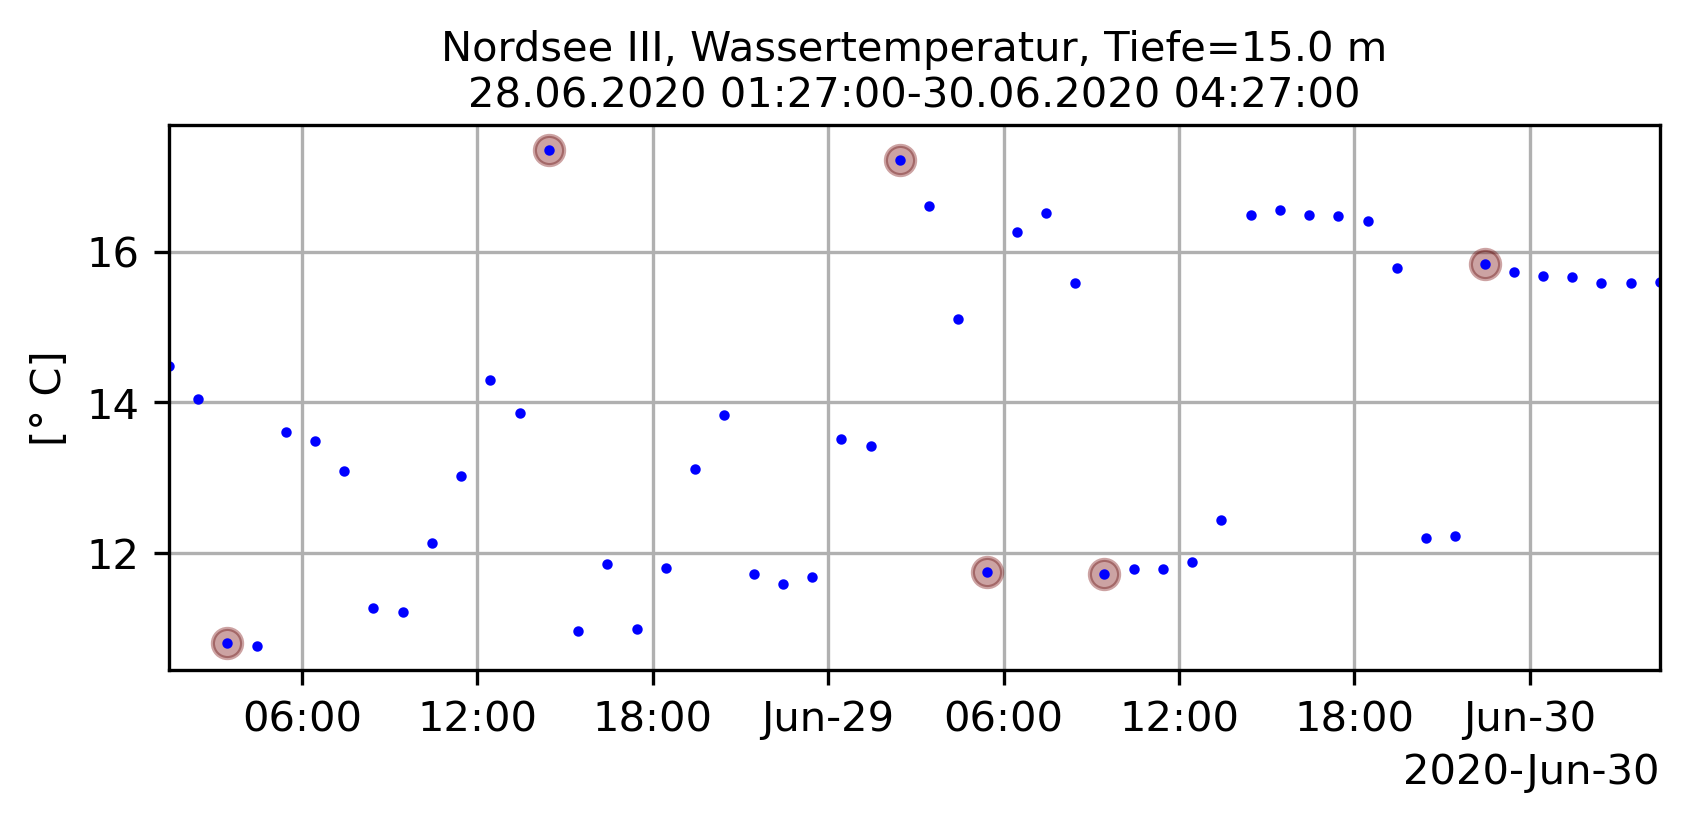 Nordsee III, Wassertemperatur, Tiefe=15.0 m
28.06.2020 01:27:00-30.06.2020 04:27:00
[° C]
16
14
12
06:00 12:00 18:00 Jun-29 06:00 12:00 18:00 Jun-30
2020-Jun-30